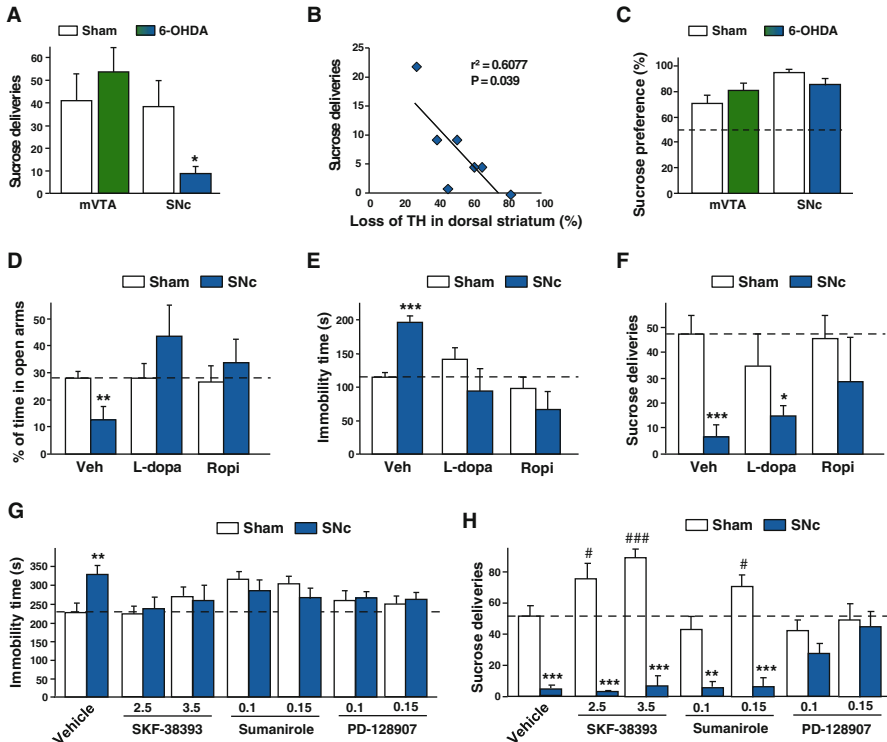 A
Sham 6-OHDA
Sucrose deliveries
60
50
40
30
20
10
0
*
mVTA SNc
B
Sucrose deliveries
25
20
15
10
5
0
r² = 0.6077
P = 0.039
0 20 40 60 80 100
Loss of TH in dorsal striatum (%)
C
Sham 6-OHDA
Sucrose preference (%)
100
80
60
40
20
0
mVTA SNc
D
Sham SNc
% of time in open arms
50
40
30
20
10
0
**
Veh L-dopa Ropi
E
Sham SNc
Immobility time (s)
200
150
100
50
0
***
Veh L-dopa Ropi
F
Sham SNc
Sucrose deliveries
50
40
30
20
10
0
***
*
Veh L-dopa Ropi
G
Sham SNc
Immobility time (s)
350
300
250
200
150
100
50
0
**
Vehicle
2.5 3.5 0.1 0.15 0.1 0.15
SKF-38393 Sumanirole PD-128907
H
Sham SNc
Sucrose deliveries
80
60
40
20
0
# ### #
*** *** *** ** ***
Vehicle
2.5 3.5 0.1 0.15 0.1 0.15
SKF-38393 Sumanirole PD-128907